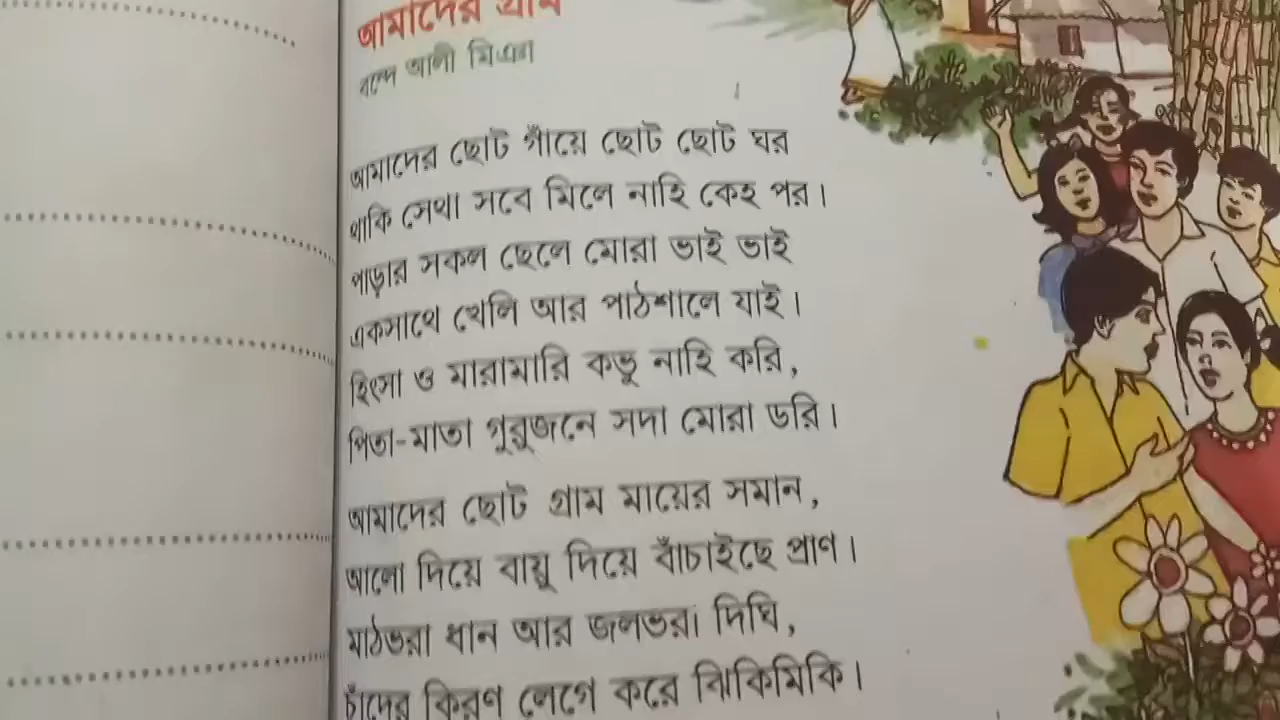 আমাদের গ্রাম
বন্দে আলী মিঞা
আমাদের ছোট গাঁয়ে ছোট ছোট ঘর
থাকি সেথা সবে মিলে নাহি কেহ পর।
পাড়ার সকল ছেলে মোরা ভাই ভাই
একসাথে খেলি আর পাঠশালে যাই।
হিংসা ও মারামারি কভু নাহি করি,
পিতা-মাতা গুরুজনে সদা মোরা ডরি।
আমাদের ছোট গ্রাম মায়ের সমান,
আলো দিয়ে বায়ু দিয়ে বাঁচাইছে প্রাণ।
মাঠভরা ধান আর জলভরা দিঘি,
চাঁদের কিরণ লেগে করে ঝিকিমিকি।